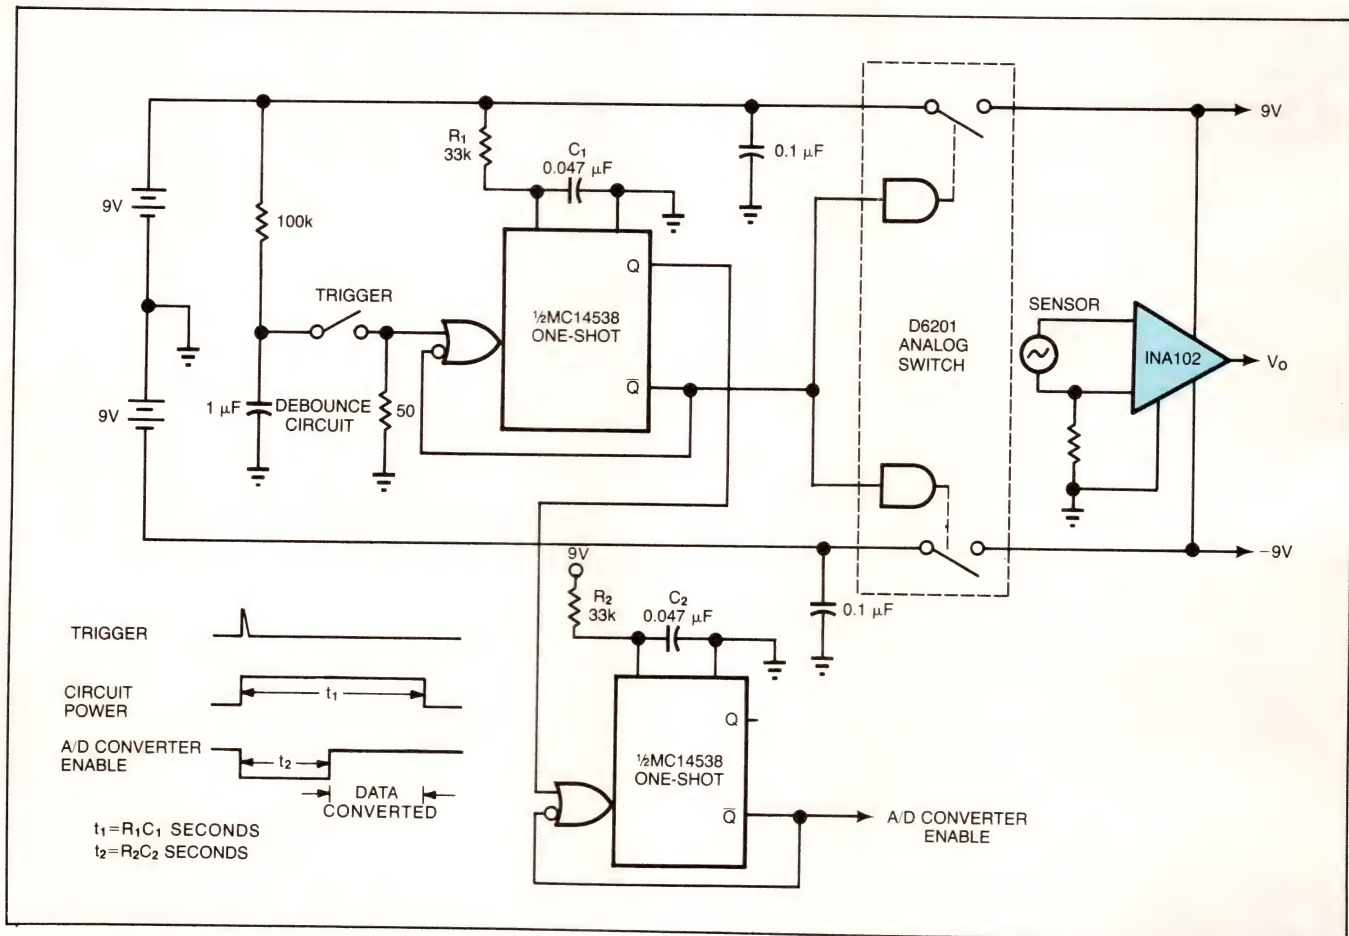 9V
R₁
33k
C₁
0.047 µF
0.1 µF
9V
100k
TRIGGER
Q
½MC14538
ONE-SHOT
Q̅
D6201
ANALOG
SWITCH
SENSOR
INA102
Vo
9V
1 µF
DEBOUNCE
CIRCUIT
50
9V
R₂
33k
C₂
0.047 µF
0.1 µF
−9V
TRIGGER
CIRCUIT
POWER
t₁
A/D CONVERTER
ENABLE
t₂
DATA
CONVERTED
t₁=R₁C₁ SECONDS
t₂=R₂C₂ SECONDS
Q
½MC14538
ONE-SHOT
Q̅
A/D CONVERTER
ENABLE